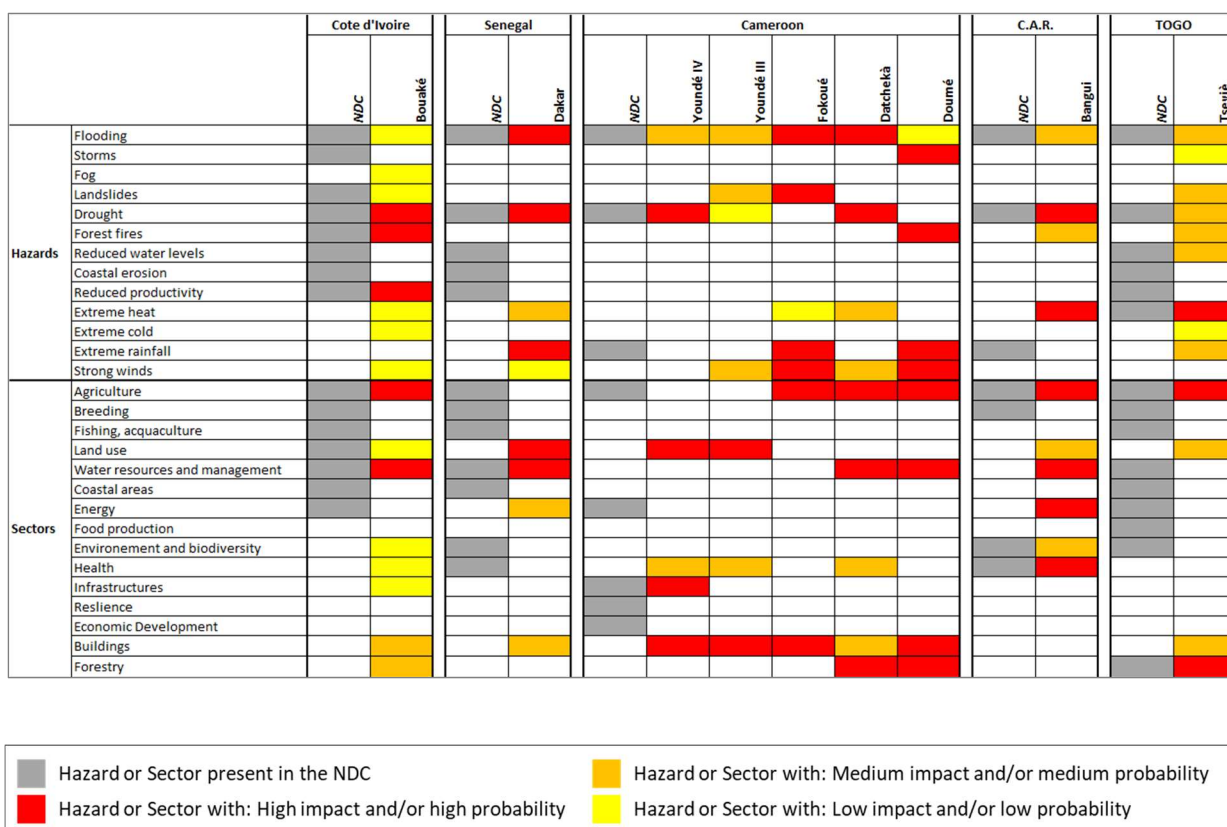 Cote d'Ivoire Senegal Cameroon C.A.R. TOGO
NDC Bouaké NDC Dakar NDC Youndé IV Youndé III Fokoué Datchekà Doumé NDC Bangui NDC Tseviè
Flooding
Storms
Fog
Landslides
Drought
Forest fires
Hazards Reduced water levels
Coastal erosion
Reduced productivity
Extreme heat
Extreme cold
Extreme rainfall
Strong winds
Agriculture
Breeding
Fishing, acquaculture
Land use
Water resources and management
Coastal areas
Energy
Sectors Food production
Environement and biodiversity
Health
Infrastructures
Reslience
Economic Development
Buildings
Forestry
Hazard or Sector present in the NDC Hazard or Sector with: Medium impact and/or medium probability
Hazard or Sector with: High impact and/or high probability Hazard or Sector with: Low impact and/or low probability